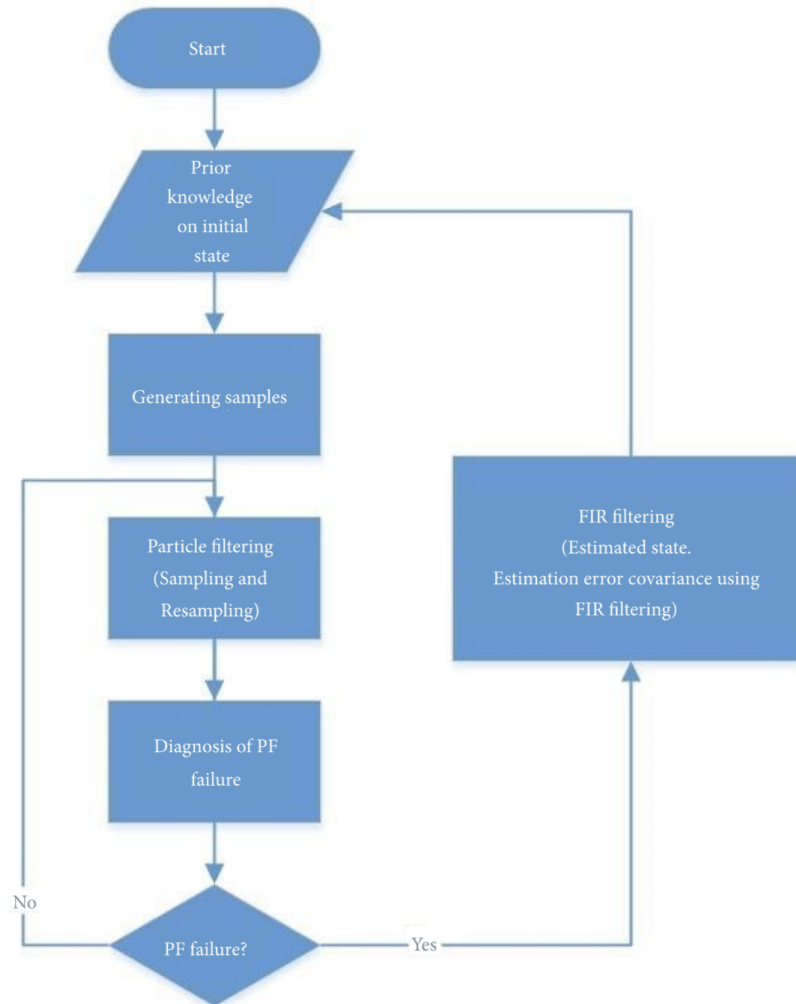 Start
Prior
knowledge
on initial
state
Generating samples
Particle filtering
(Sampling and
Resampling)
Diagnosis of PF
failure
PF failure?
No
Yes
FIR filtering
(Estimated state.
Estimation error covariance using
FIR filtering)